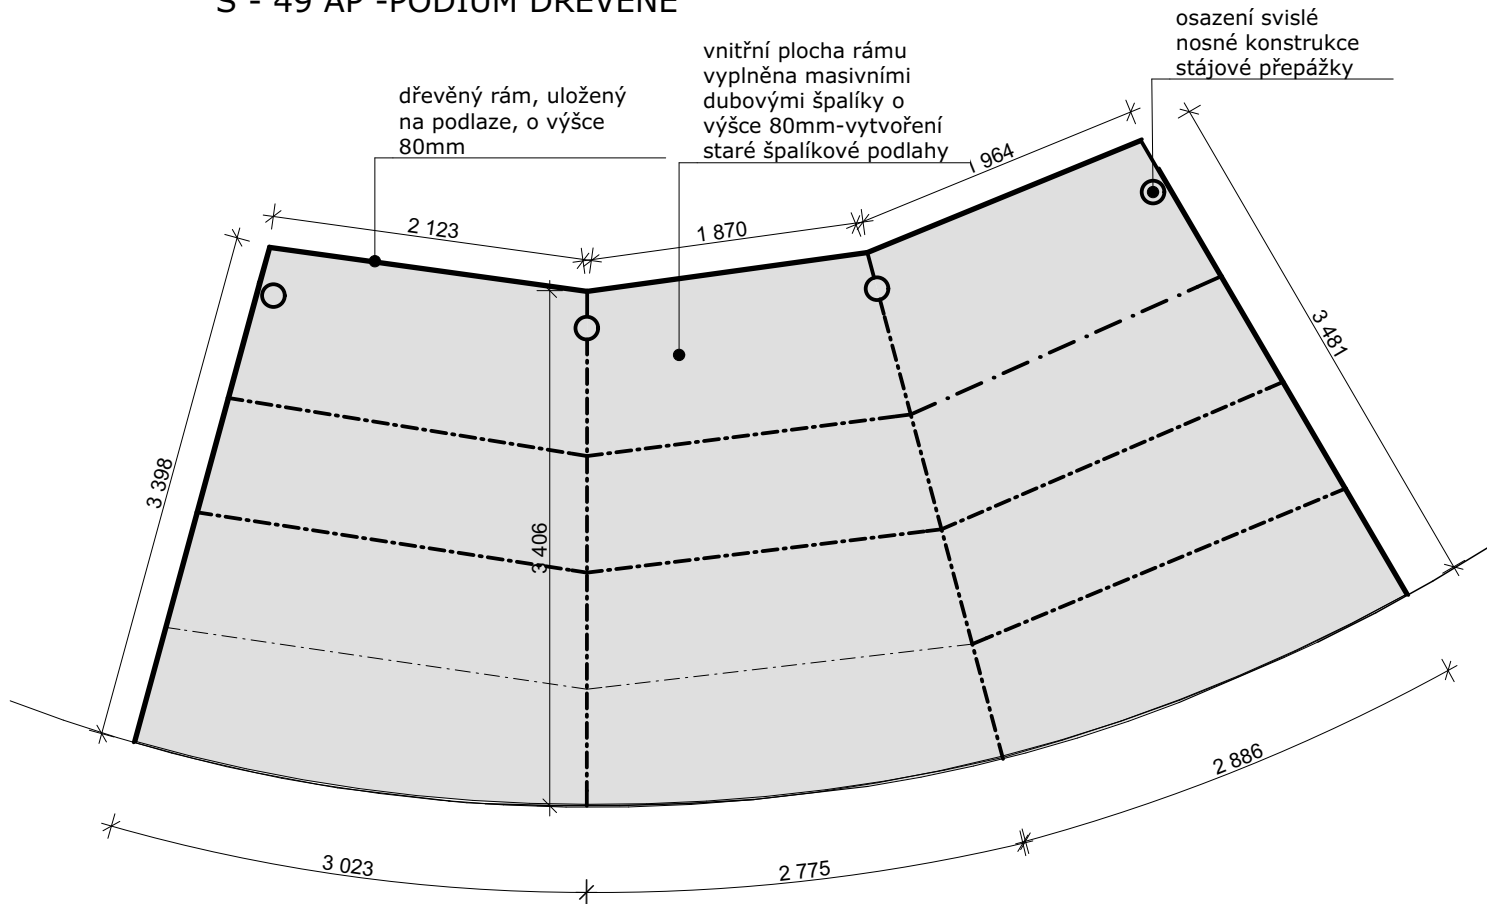 S - 49 AP -PÓDIUM DŘEVĚNÉ
osazení svislé
nosné konstrukce
stájové přepážky
vnitřní plocha rámu
vyplněna masivními
dubovými špalíky o
výšce 80mm-vytvoření
staré špalíkové podlahy
dřevěný rám, uložený
na podlaze, o výšce
80mm
1 964
2 123
1 870
3 481
3 398
3 406
2 886
3 023
2 775